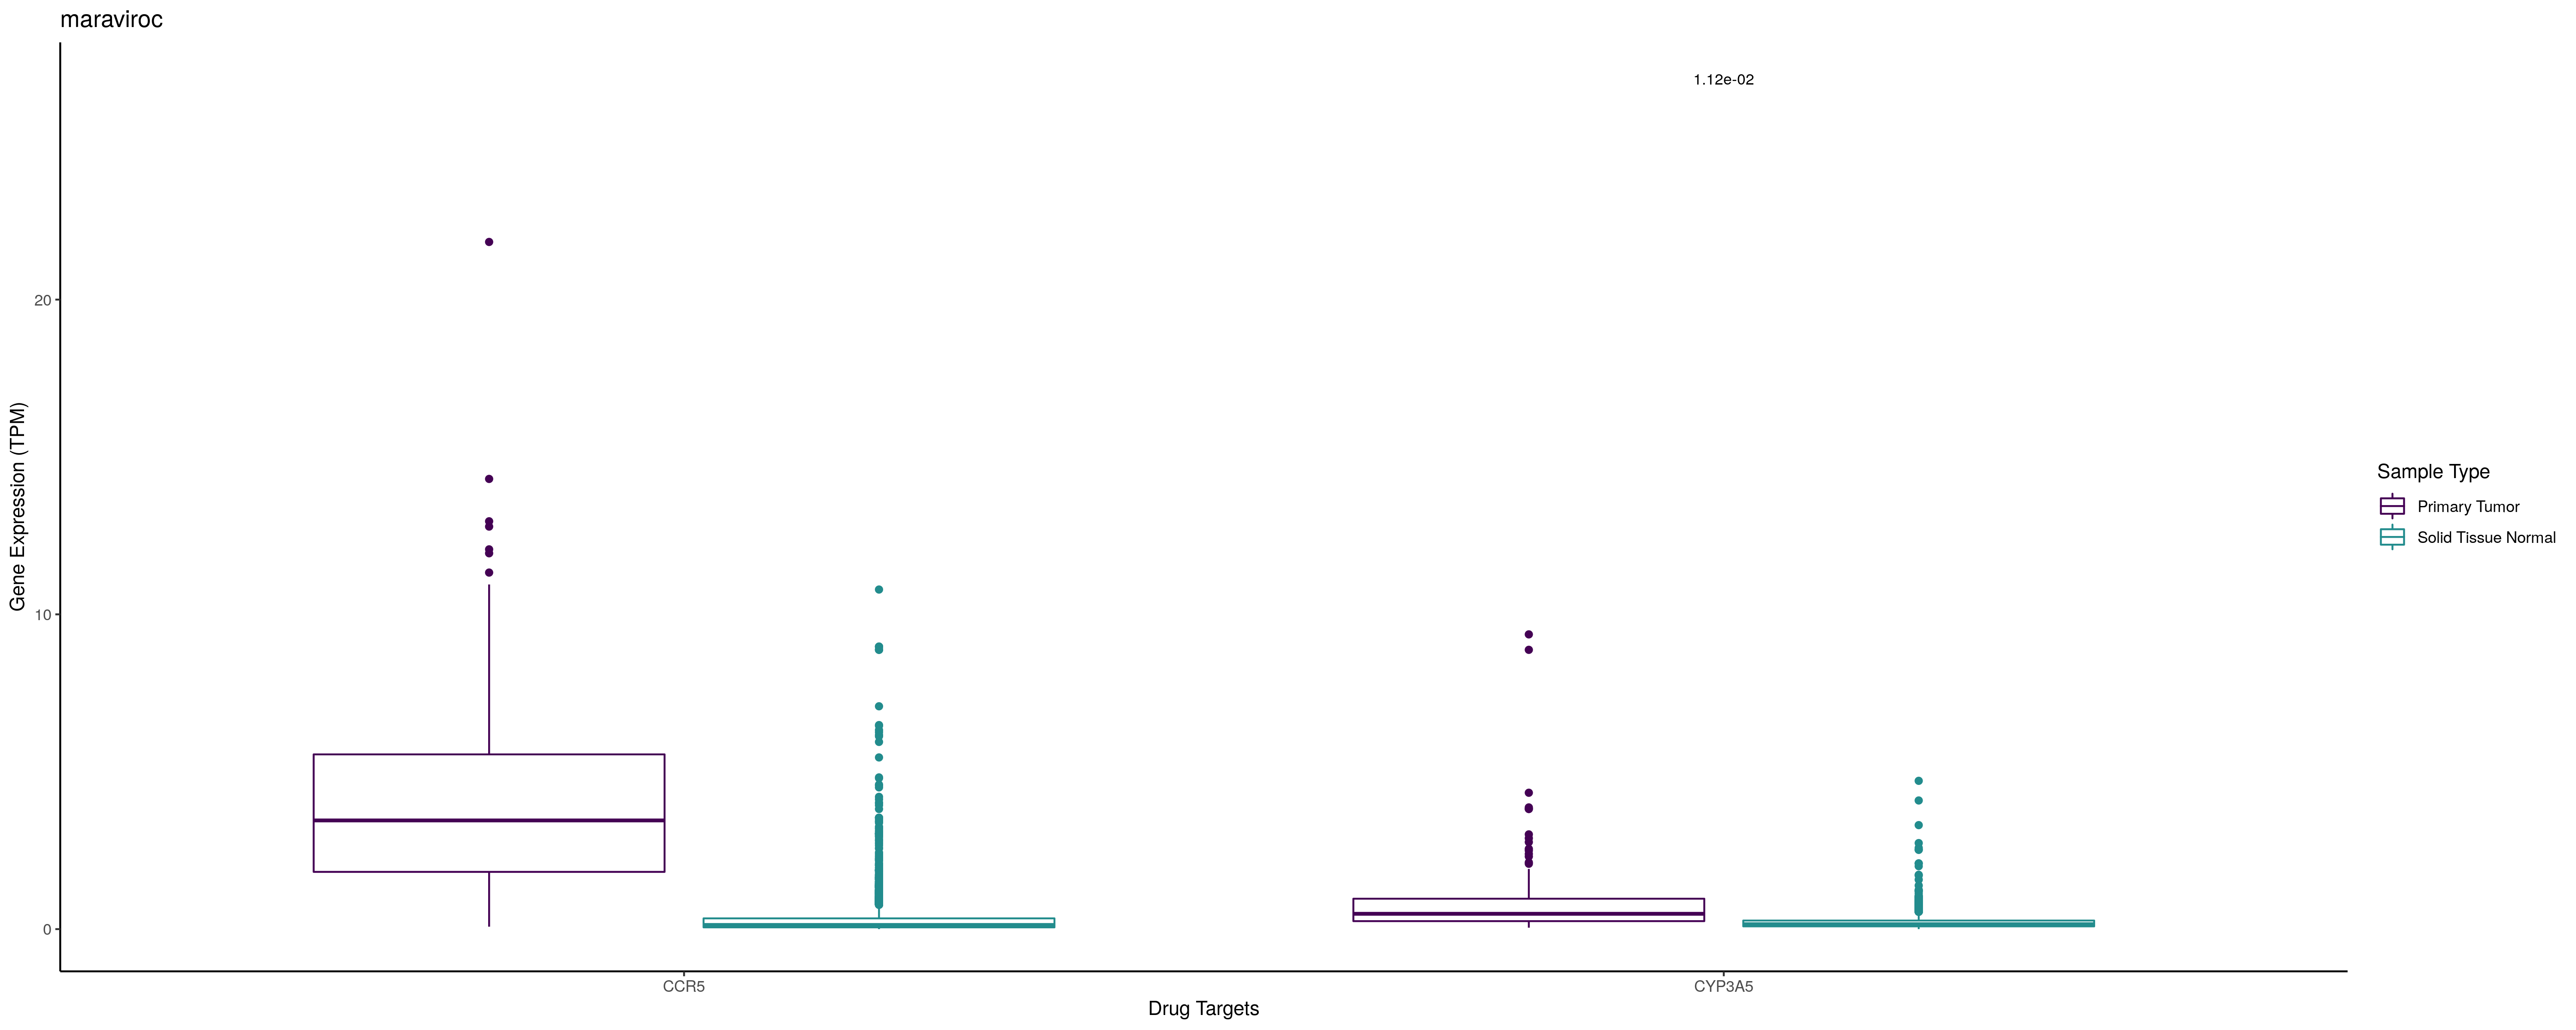 maraviroc
1.12e-02
20
10
0
Gene Expression (TPM)
CCR5
CYP3A5
Drug Targets
Sample Type
Primary Tumor
Solid Tissue Normal